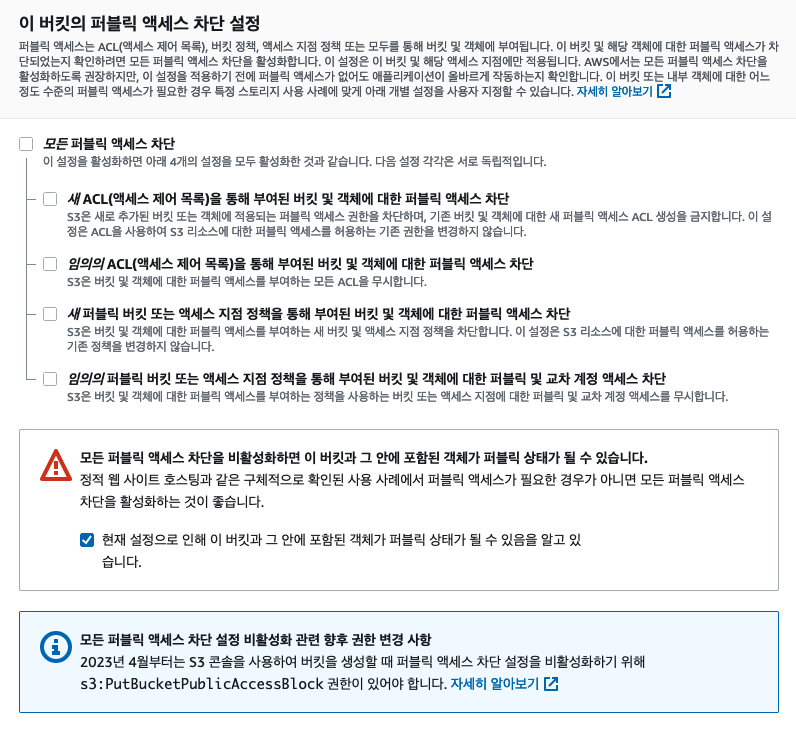 이 버킷의 퍼블릭 액세스 차단 설정
퍼블릭 액세스는 ACL(액세스 제어 목록), 버킷 정책, 액세스 지점 정책 또는 모두를 통해 버킷 및 객체에 부여됩니다. 이 버킷 및 해당 객체에 대한 퍼블릭 액세스가 차
단되었는지 확인하려면 모든 퍼블릭 액세스 차단을 활성화합니다. 이 설정은 이 버킷 및 해당 액세스 지점에만 적용됩니다. AWS에서는 모든 퍼블릭 액세스 차단을
활성화하도록 권장하지만, 이 설정을 적용하기 전에 퍼블릭 액세스가 없어도 애플리케이션이 올바르게 작동하는지 확인합니다. 이 버킷 또는 내부 객체에 대한 어느
정도 수준의 퍼블릭 액세스가 필요한 경우 특정 스토리지 사용 사례에 맞게 아래 개별 설정을 사용자 지정할 수 있습니다. 자세히 알아보기
모든 퍼블릭 액세스 차단
이 설정을 활성화하면 아래 4개의 설정을 모두 활성화한 것과 같습니다. 다음 설정 각각은 서로 독립적입니다.
새 ACL(액세스 제어 목록)을 통해 부여된 버킷 및 객체에 대한 퍼블릭 액세스 차단
S3은 새로 추가된 버킷 또는 객체에 적용되는 퍼블릭 액세스 권한을 차단하며, 기존 버킷 및 객체에 대한 새 퍼블릭 액세스 ACL 생성을 금지합니다. 이 설
정은 ACL을 사용하여 S3 리소스에 대한 퍼블릭 액세스를 허용하는 기존 권한을 변경하지 않습니다.
임의의 ACL(액세스 제어 목록)을 통해 부여된 버킷 및 객체에 대한 퍼블릭 액세스 차단
S3은 버킷 및 객체에 대한 퍼블릭 액세스를 부여하는 모든 ACL을 무시합니다.
새 퍼블릭 버킷 또는 액세스 지점 정책을 통해 부여된 버킷 및 객체에 대한 퍼블릭 액세스 차단
S3은 버킷 및 객체에 대한 퍼블릭 액세스를 부여하는 새 버킷 및 액세스 지점 정책을 차단합니다. 이 설정은 S3 리소스에 대한 퍼블릭 액세스를 허용하는
기존 정책을 변경하지 않습니다.
임의의 퍼블릭 버킷 또는 액세스 지점 정책을 통해 부여된 버킷 및 객체에 대한 퍼블릭 및 교차 계정 액세스 차단
S3은 버킷 및 객체에 대한 퍼블릭 액세스를 부여하는 정책을 사용하는 버킷 또는 액세스 지점에 대한 퍼블릭 및 교차 계정 액세스를 무시합니다.
모든 퍼블릭 액세스 차단을 비활성화하면 이 버킷과 그 안에 포함된 객체가 퍼블릭 상태가 될 수 있습니다.
정적 웹 사이트 호스팅과 같은 구체적으로 확인된 사용 사례에서 퍼블릭 액세스가 필요한 경우가 아니면 모든 퍼블릭 액세스
차단을 활성화하는 것이 좋습니다.
현재 설정으로 인해 이 버킷과 그 안에 포함된 객체가 퍼블릭 상태가 될 수 있음을 알고 있
습니다.
모든 퍼블릭 액세스 차단 설정 비활성화 관련 향후 권한 변경 사항
2023년 4월부터는 S3 콘솔을 사용하여 버킷을 생성할 때 퍼블릭 액세스 차단 설정을 비활성화하기 위해
s3:PutBucketPublicAccessBlock 권한이 있어야 합니다. 자세히 알아보기